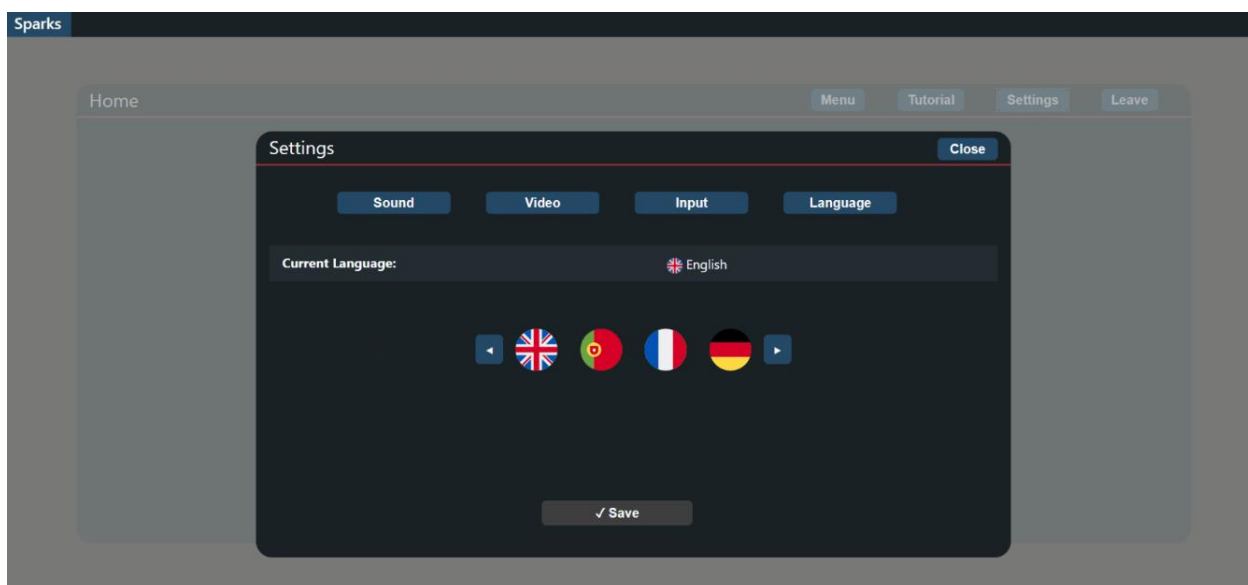 Sparks
Home Menu Tutorial Settings Leave
Settings Close
Sound Video Input Language
Current Language: English
◄ ►
✓ Save